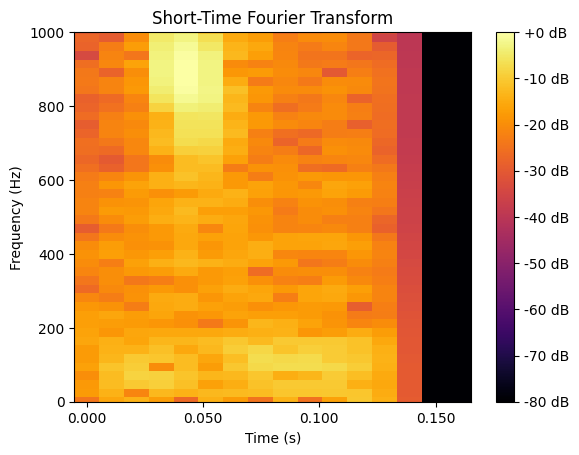 Short-Time Fourier Transform
1000
800
600
400
200
0
Frequency (Hz)
0.000
0.050
0.100
0.150
Time (s)
+0 dB
-10 dB
-20 dB
-30 dB
-40 dB
-50 dB
-60 dB
-70 dB
-80 dB